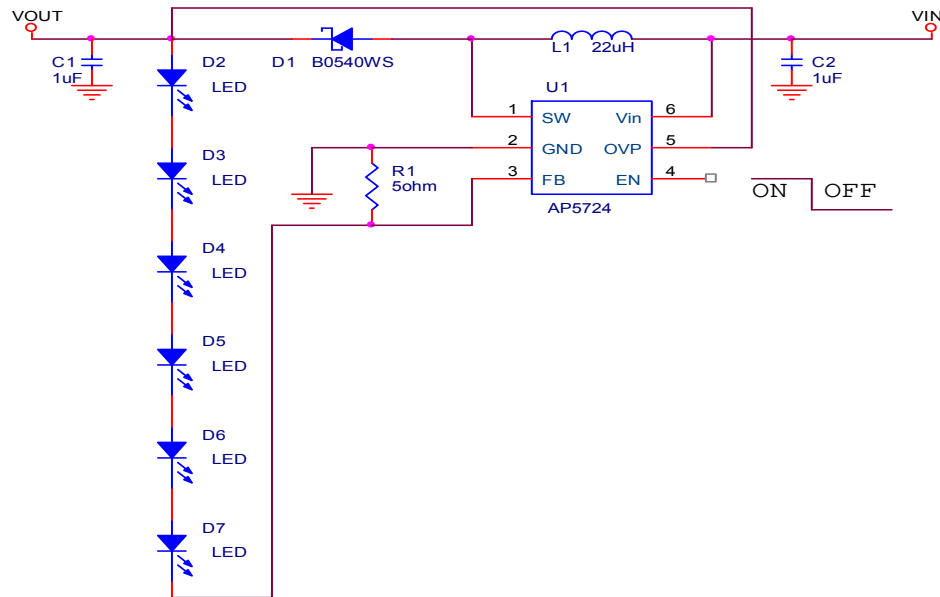 VOUT
VIN
C1
1uF
D2
LED
D1
B0540WS
L1
22uH
C2
1uF
U1
1
SW
Vin
6
2
GND
OVP
5
3
FB
EN
4
AP5724
R1
5ohm
ON
OFF
D3
LED
D4
LED
D5
LED
D6
LED
D7
LED